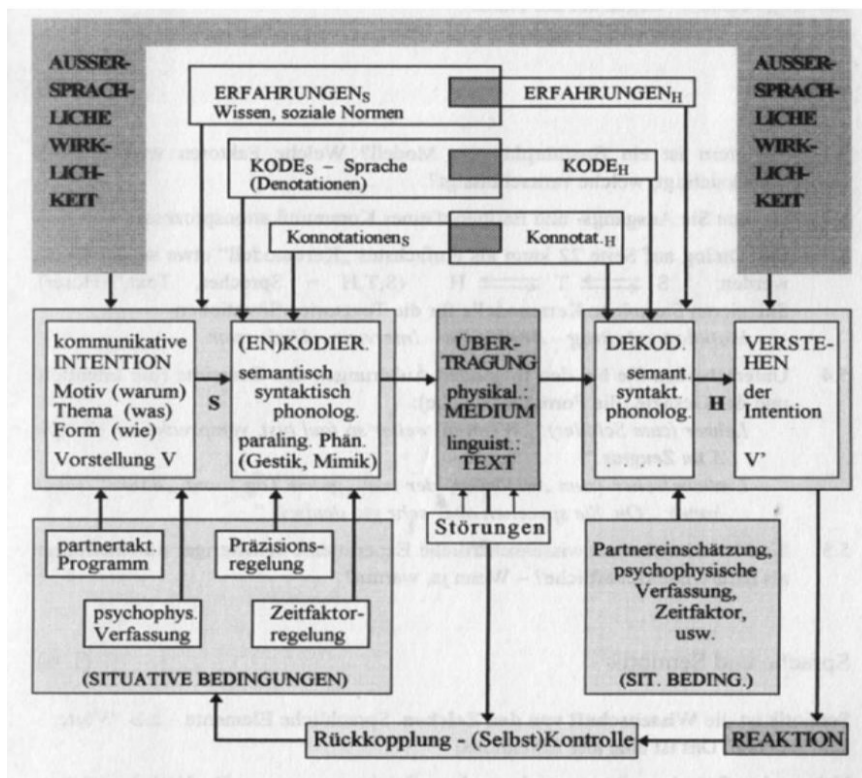 AUSSER-
SPRACH-
LICHE
WIRK-
LICH-
KEIT
ERFAHRUNGENS
Wissen, soziale Normen
ERFAHRUNGENH
KODES – Sprache
(Denotationen)
KODEH
KonnotationenS
Konnotat.H
AUSSER-
SPRACH-
LICHE
WIRK-
LICH-
KEIT
kommunikative
INTENTION
Motiv (warum)
Thema (was)
Form (wie)
Vorstellung V
S
(EN)KODIER.
semantisch
syntaktisch
phonolog.
paraling. Phän.
(Gestik, Mimik)
ÜBER-
TRAGUNG
physikal.:
MEDIUM
linguist.:
TEXT
DEKOD.
semant.
syntakt
phonolog.
H
VERSTE-
HEN
der
Intention
V'
Störungen
partnertakt
Programm
Präzisions-
regelung
psychophys.
Verfassung
Zeitfaktor-
regelung
(SITUATIVE BEDINGUNGEN)
Partnereinschätzung,
psychophysische
Verfassung,
Zeitfaktor,
usw.
(SIT. BEDING.)
Rückkopplung - (Selbst)Kontrolle
REAKTION